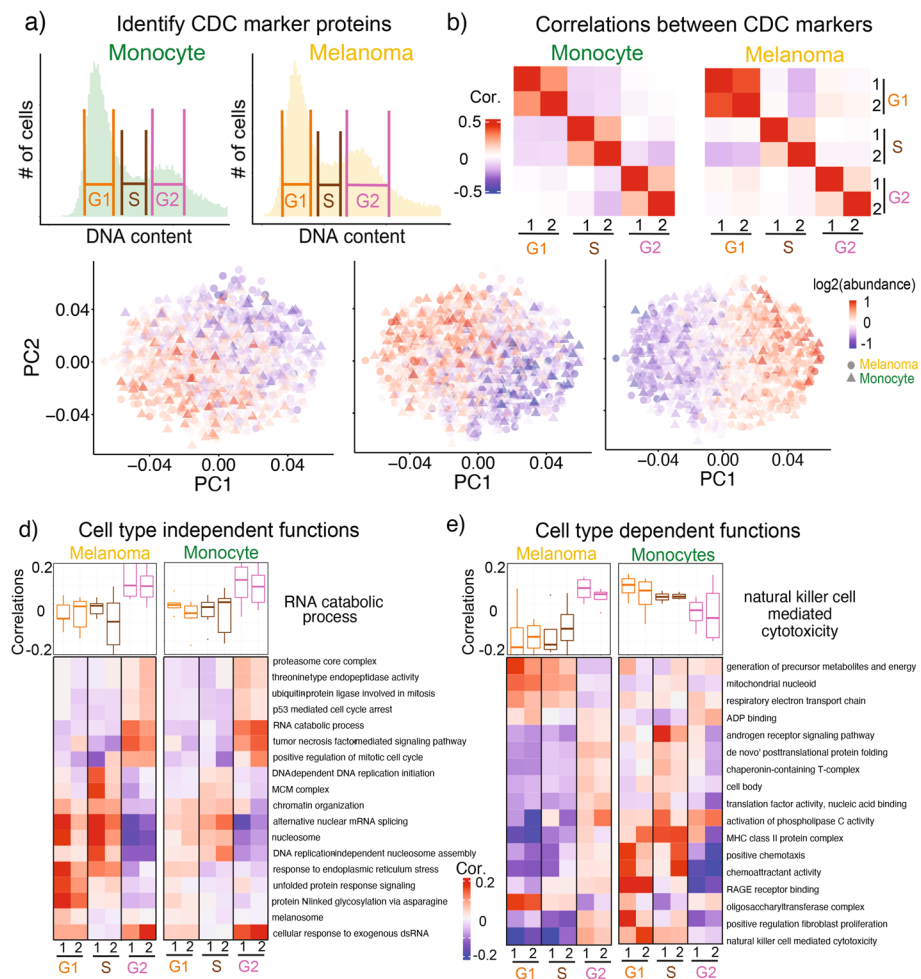 a) Identify CDC marker proteins
Monocyte Melanoma
# of cells
# of cells
G1 S G2
G1 S G2
DNA content DNA content
b) Correlations between CDC markers
Monocyte Melanoma
Cor.
0.5
0
-0.5
1
2
G1
1
2
S
1
2
G2
1 2 1 2 1 2 1 2 1 2 1 2
G1 S G2 G1 S G2
PC2
0.04
0.00
−0.04
−0.04 0.00 0.04 −0.04 0.00 0.04 −0.04 0.00 0.04
PC1 PC1 PC1
log2(abundance)
1
0
-1
Melanoma
Monocyte
d) Cell type independent functions
Melanoma Monocyte
Correlations
0.2
0
-0.2
RNA catabolic
process
proteasome core complex
threoninetype endopeptidase activity
ubiquitinprotein ligase involved in mitosis
p53 mediated cell cycle arrest
RNA catabolic process
tumor necrosis factormediated signaling pathway
positive regulation of mitotic cell cycle
DNAdependent DNA replication initiation
MCM complex
chromatin organization
alternative nuclear mRNA splicing
nucleosome
DNA replicationindependent nucleosome assembly
response to endoplasmic reticulum stress
unfolded protein response signaling
protein Nlinked glycosylation via asparagine
melanosome
cellular response to exogenous dsRNA
1 2 1 2 1 2 1 2 1 2 1 2
G1 S G2 G1 S G2
Cor.
0.2
0
-0.2
e) Cell type dependent functions
Melanoma Monocytes
Correlations
0.2
0
-0.2
natural killer cell
mediated
cytotoxicity
generation of precursor metabolites and energy
mitochondrial nucleoid
respiratory electron transport chain
ADP binding
androgen receptor signaling pathway
de novo' posttranslational protein folding
chaperonin-containing T-complex
cell body
translation factor activity, nucleic acid binding
activation of phospholipase C activity
MHC class II protein complex
positive chemotaxis
chemoattractant activity
RAGE receptor binding
oligosaccharyltransferase complex
positive regulation fibroblast proliferation
natural killer cell mediated cytotoxicity
1 2 1 2 1 2 1 2 1 2 1 2
G1 S G2 G1 S G2